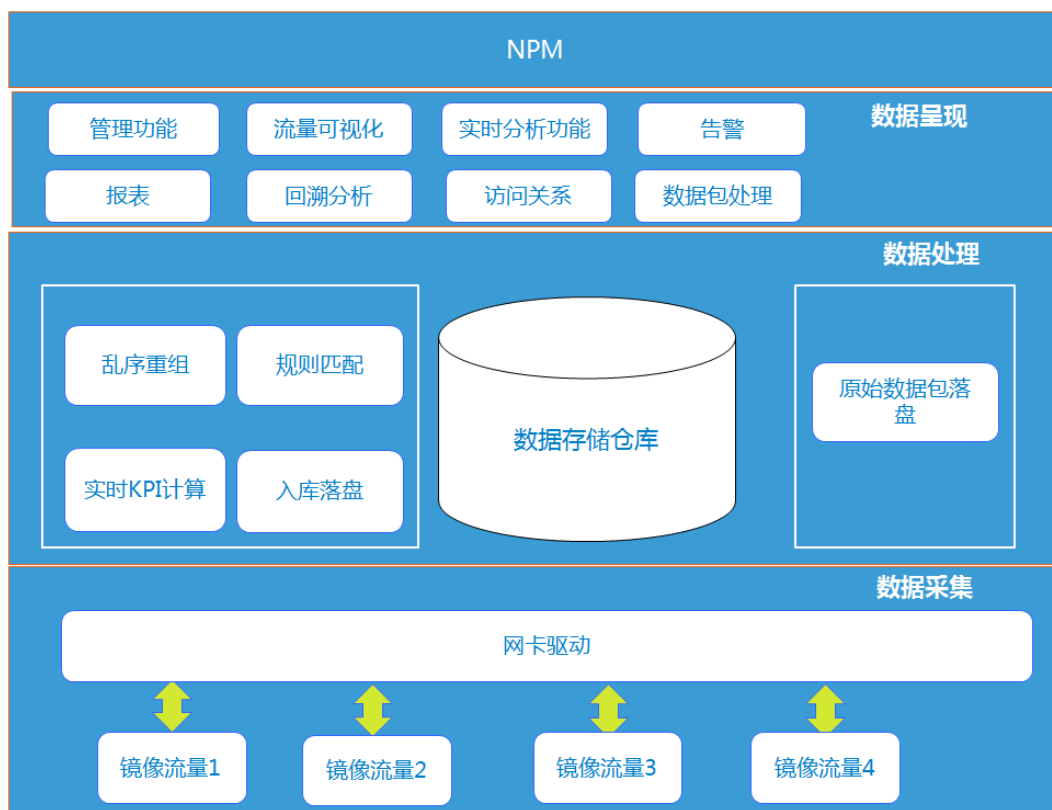 NPM
数据呈现
管理功能
流量可视化
实时分析功能
告警
报表
回溯分析
访问关系
数据包处理
数据处理
乱序重组
规则匹配
实时KPI计算
入库落盘
数据存储仓库
原始数据包落
盘
数据采集
网卡驱动
镜像流量1
镜像流量2
镜像流量3
镜像流量4